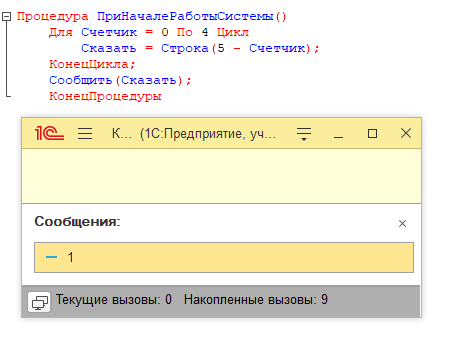 Процедура ПриНачалеРаботыСистемы()
Для Счетчик = 0 По 4 Цикл
Сказать = Строка(5 - Счетчик);
КонецЦикла;
Сообщить(Сказать);
КонецПроцедуры
1С К... (1С:Предприятие, уч...
Сообщения:
1
Текущие вызовы: 0 Накопленные вызовы: 9